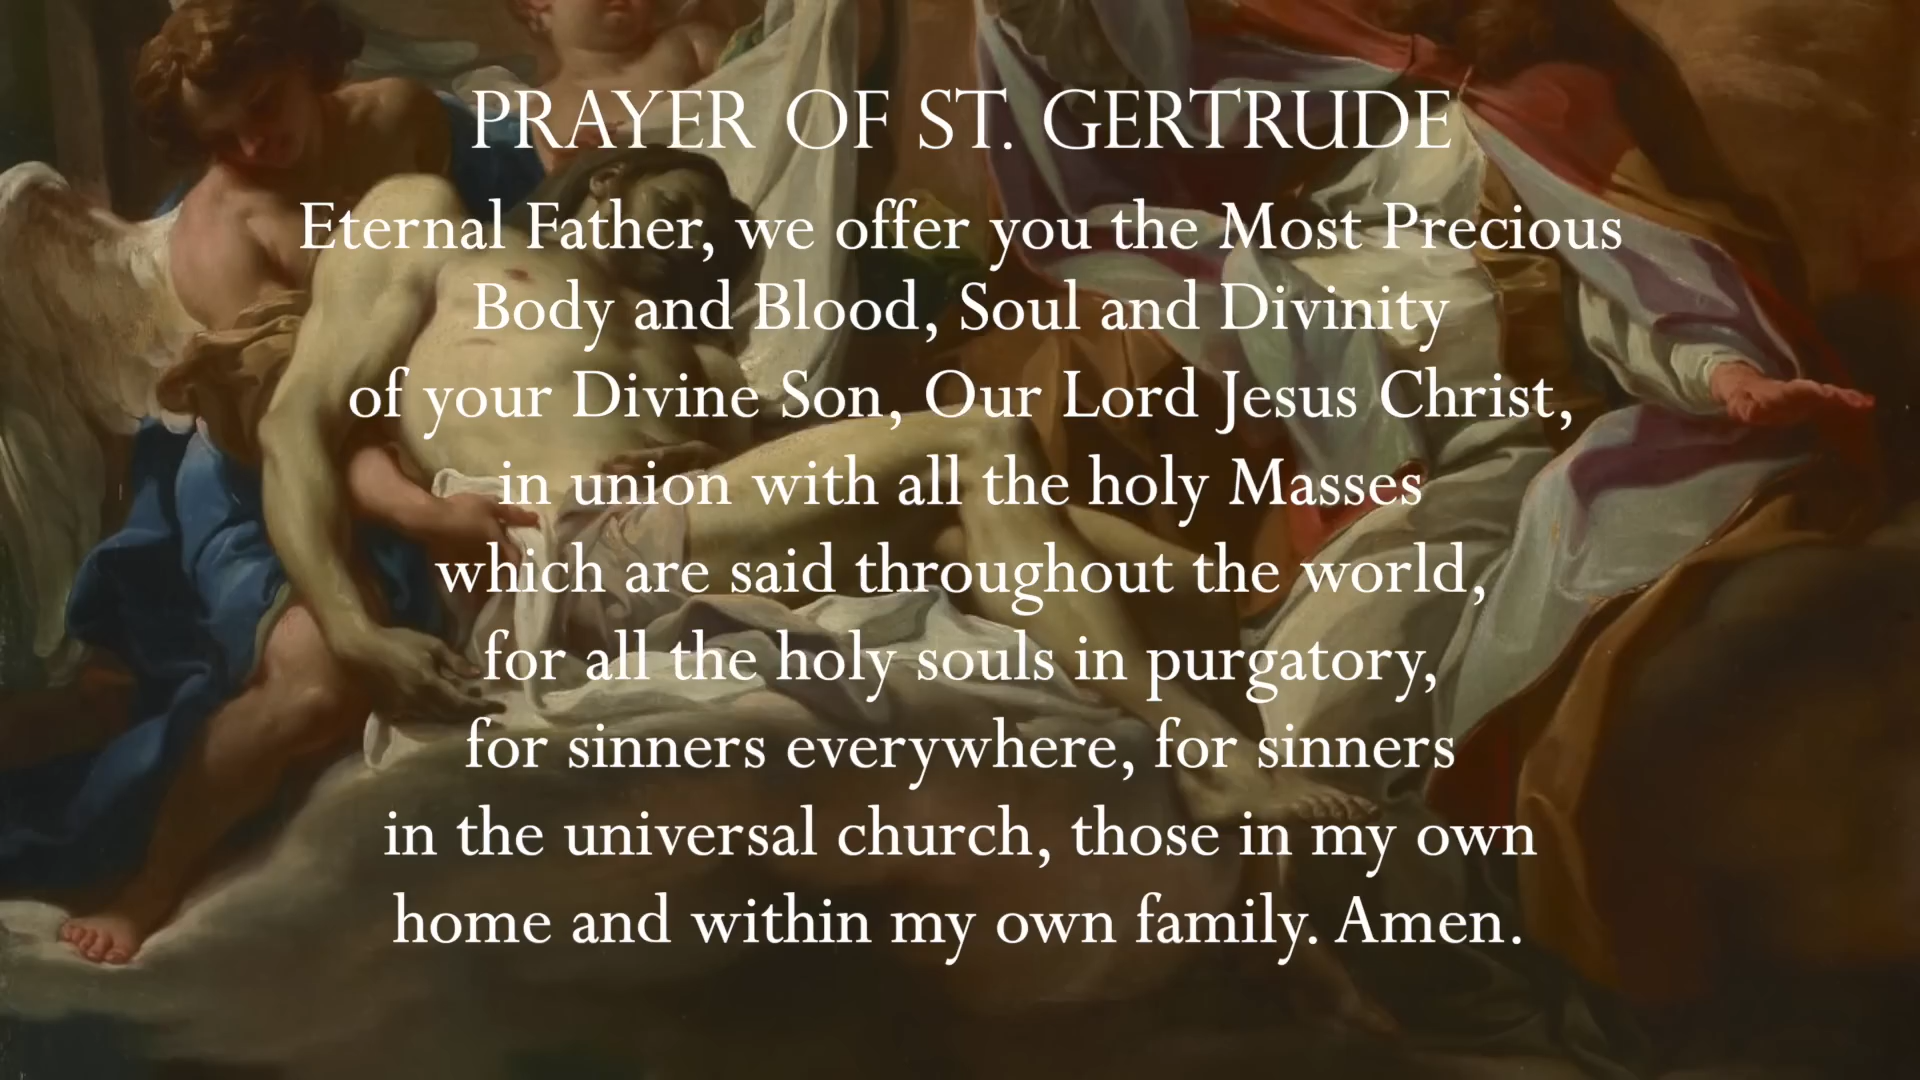 PRAYER OF ST. GERTRUDE
Eternal Father, we offer you the Most Precious
Body and Blood, Soul and Divinity
of your Divine Son, Our Lord Jesus Christ,
in union with all the holy Masses
which are said throughout the world,
for all the holy souls in purgatory,
for sinners everywhere, for sinners
in the universal church, those in my own
home and within my own family. Amen.